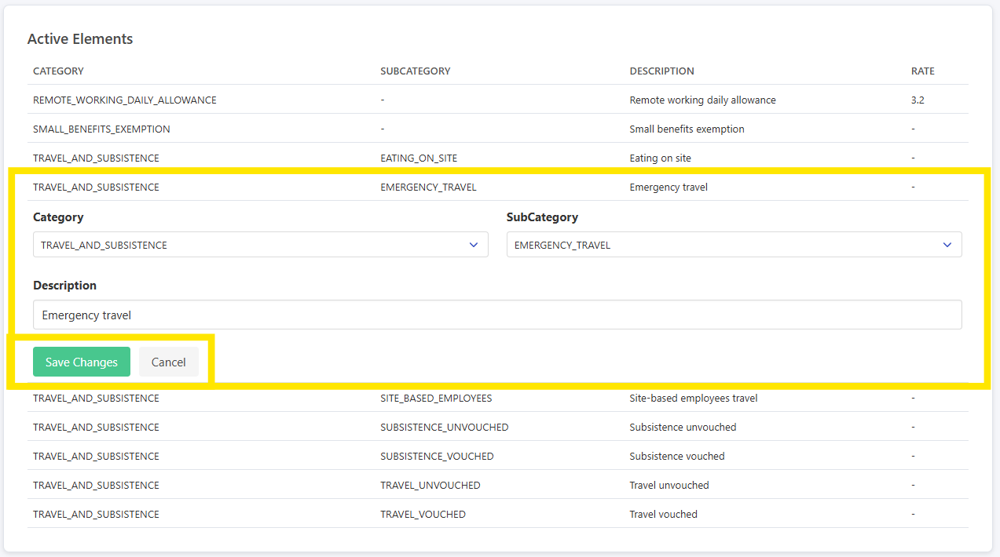 Active Elements
CATEGORY SUBCATEGORY DESCRIPTION RATE
REMOTE_WORKING_DAILY_ALLOWANCE - Remote working daily allowance 3.2
SMALL_BENEFITS_EXEMPTION - Small benefits exemption -
TRAVEL_AND_SUBSISTENCE EATING_ON_SITE Eating on site -
TRAVEL_AND_SUBSISTENCE EMERGENCY_TRAVEL Emergency travel -
Category SubCategory
TRAVEL_AND_SUBSISTENCE EMERGENCY_TRAVEL
Description
Emergency travel
Save Changes Cancel
TRAVEL_AND_SUBSISTENCE SITE_BASED_EMPLOYEES Site-based employees travel -
TRAVEL_AND_SUBSISTENCE SUBSISTENCE_UNVOUCHED Subsistence unvouched -
TRAVEL_AND_SUBSISTENCE SUBSISTENCE_VOUCHED Subsistence vouched -
TRAVEL_AND_SUBSISTENCE TRAVEL_UNVOUCHED Travel unvouched -
TRAVEL_AND_SUBSISTENCE TRAVEL_VOUCHED Travel vouched -